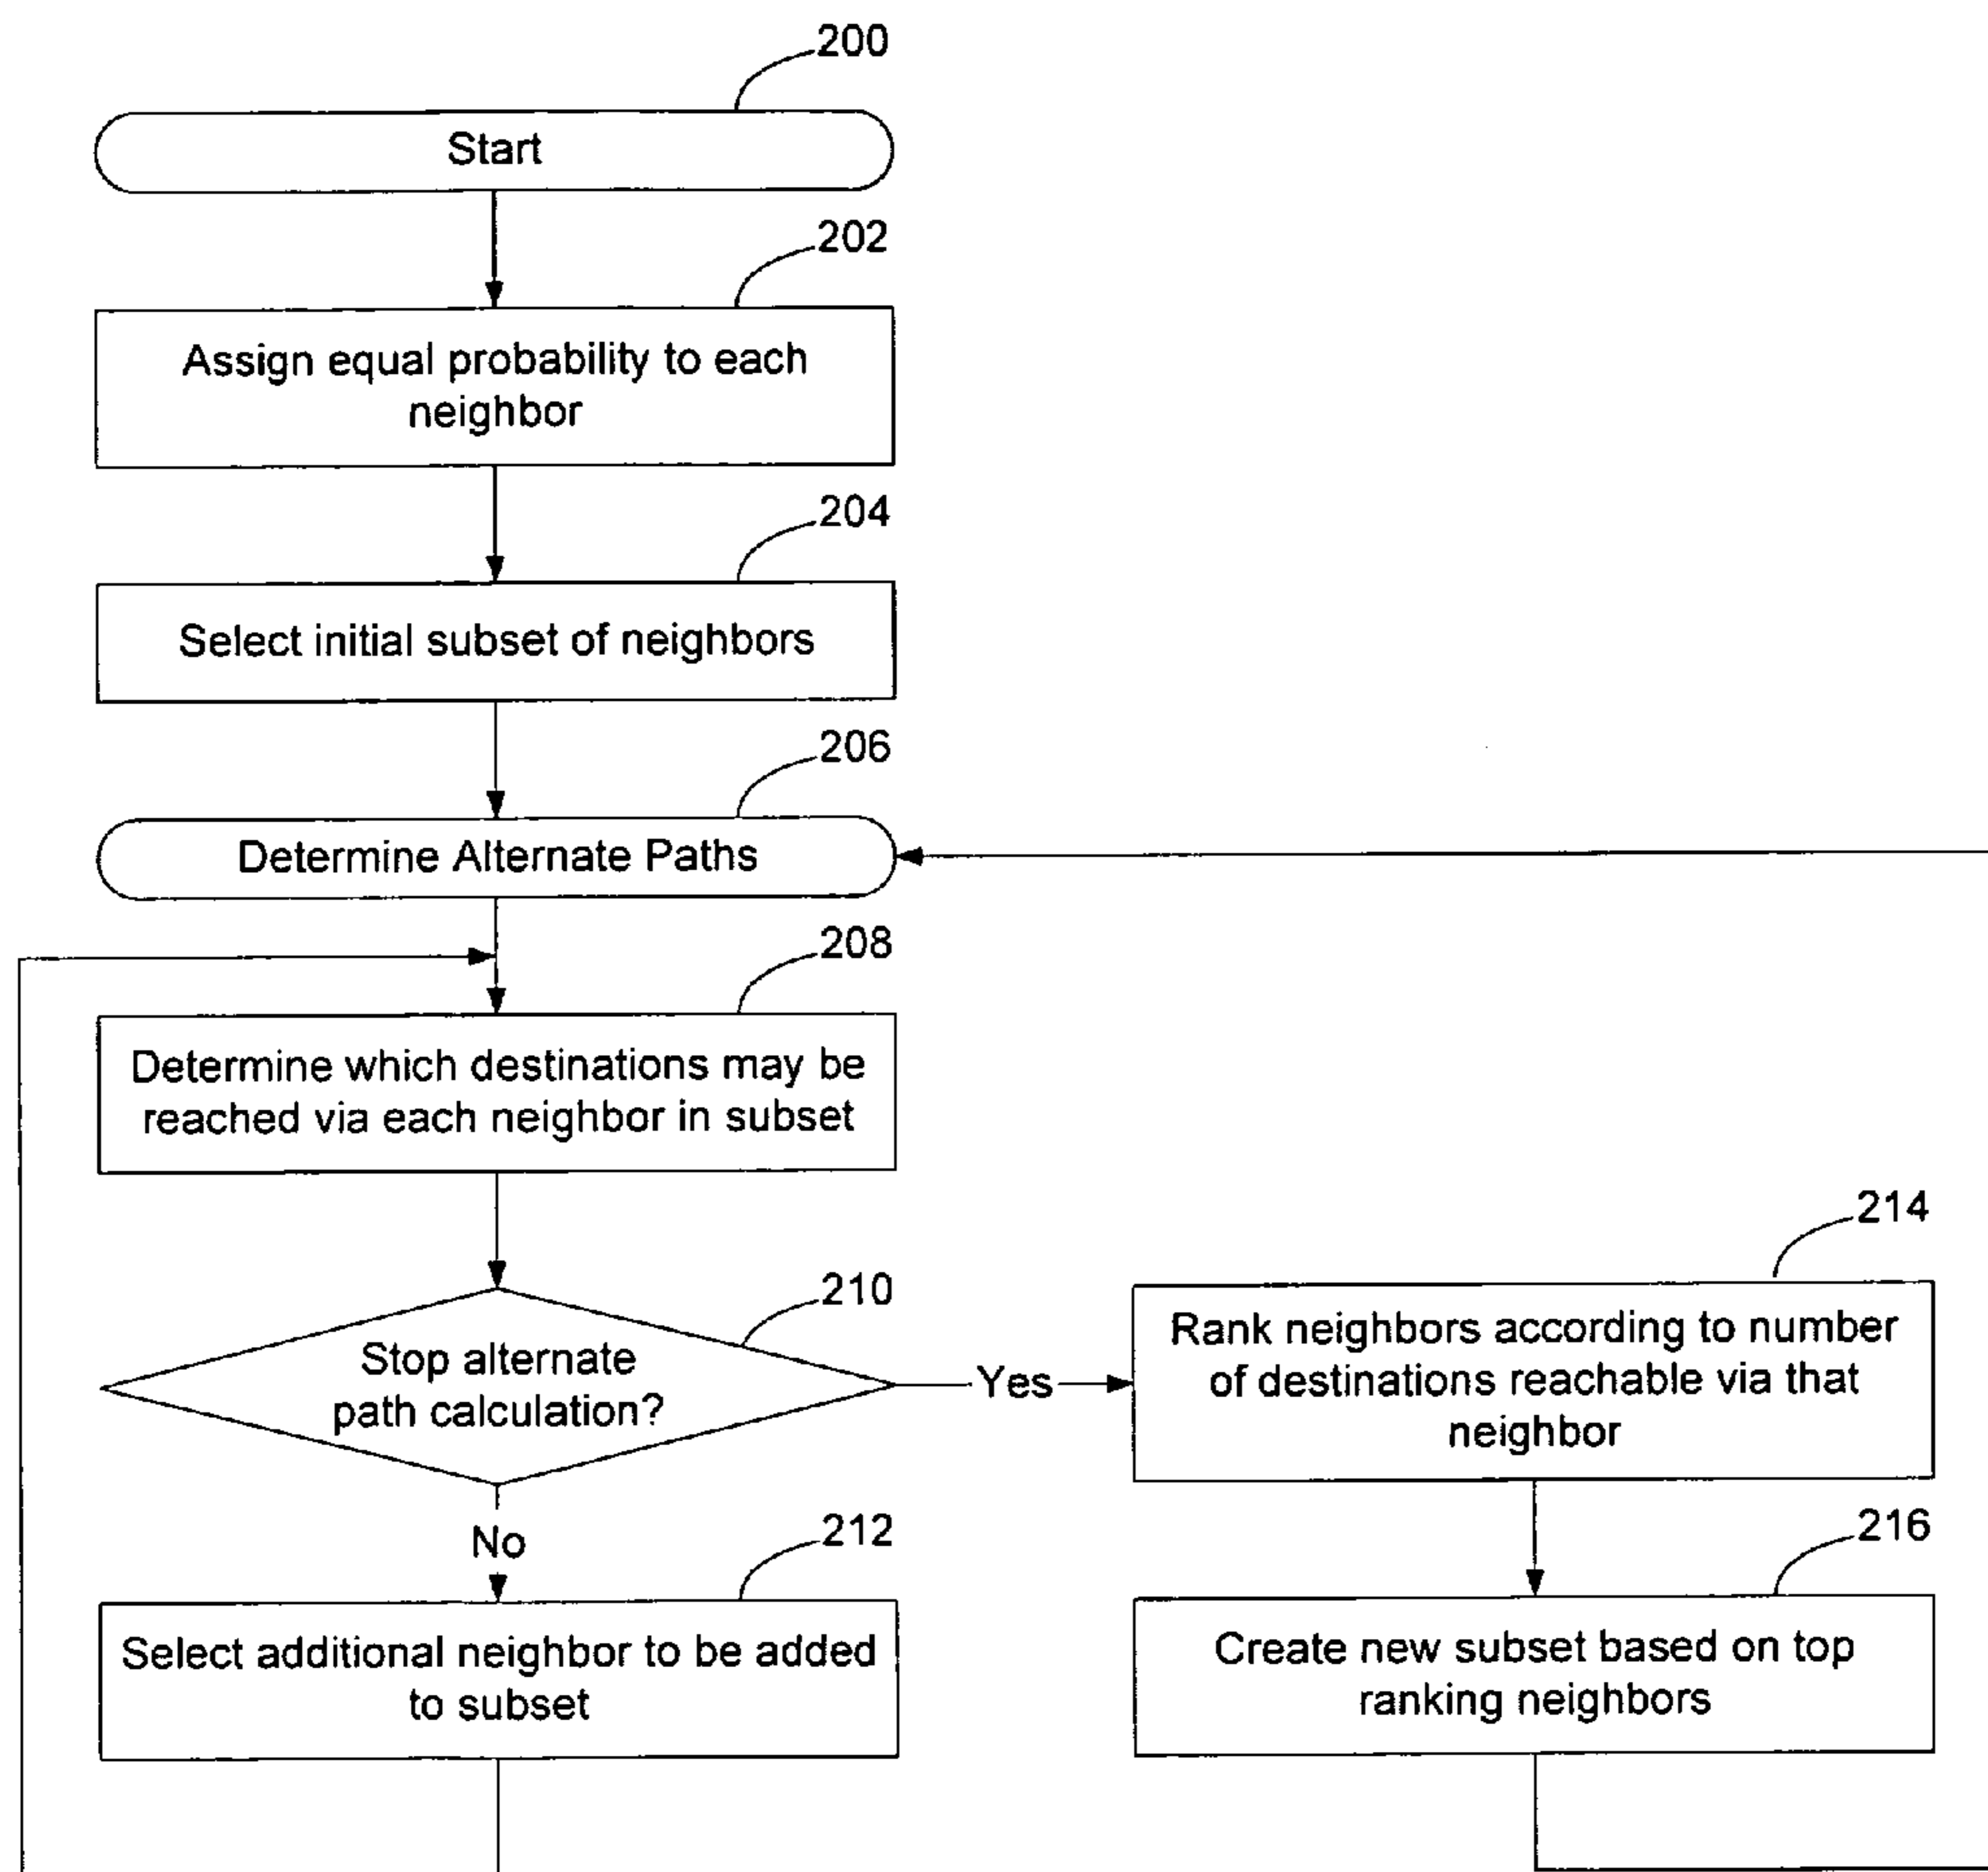 200
Start
202
Assign equal probability to each
neighbor
204
Select initial subset of neighbors
206
Determine Alternate Paths
208
Determine which destinations may be
reached via each neighbor in subset
210
Stop alternate
path calculation?
Yes
No
212
Select additional neighbor to be added
to subset
214
Rank neighbors according to number
of destinations reachable via that
neighbor
216
Create new subset based on top
ranking neighbors